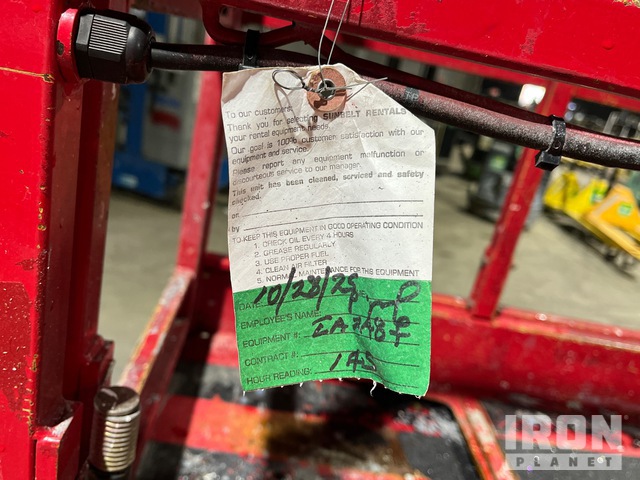 To our customers:
Thank you for selecting SUNBELT RENTALS
your rental equipment needs.
Our goal is 100% customer satisfaction with our
equipment and service.
Please report any equipment malfunction or
discourteous service to our manager.
This unit has been cleaned, serviced and safety
checked.
on
by
TO KEEP THIS EQUIPMENT IN GOOD OPERATING CONDITION
1. CHECK OIL EVERY 4 HOURS
2. GREASE REGULARLY
3. USE PROPER FUEL
4. CLEAN AIR FILTER
5. NORMAL MAINTENANCE FOR THIS EQUIPMENT
DATE: 10/28/25
EMPLOYEE'S NAME:
EQUIPMENT #:
CONTRACT #:
HOUR READING: 145
IRON
PLANET